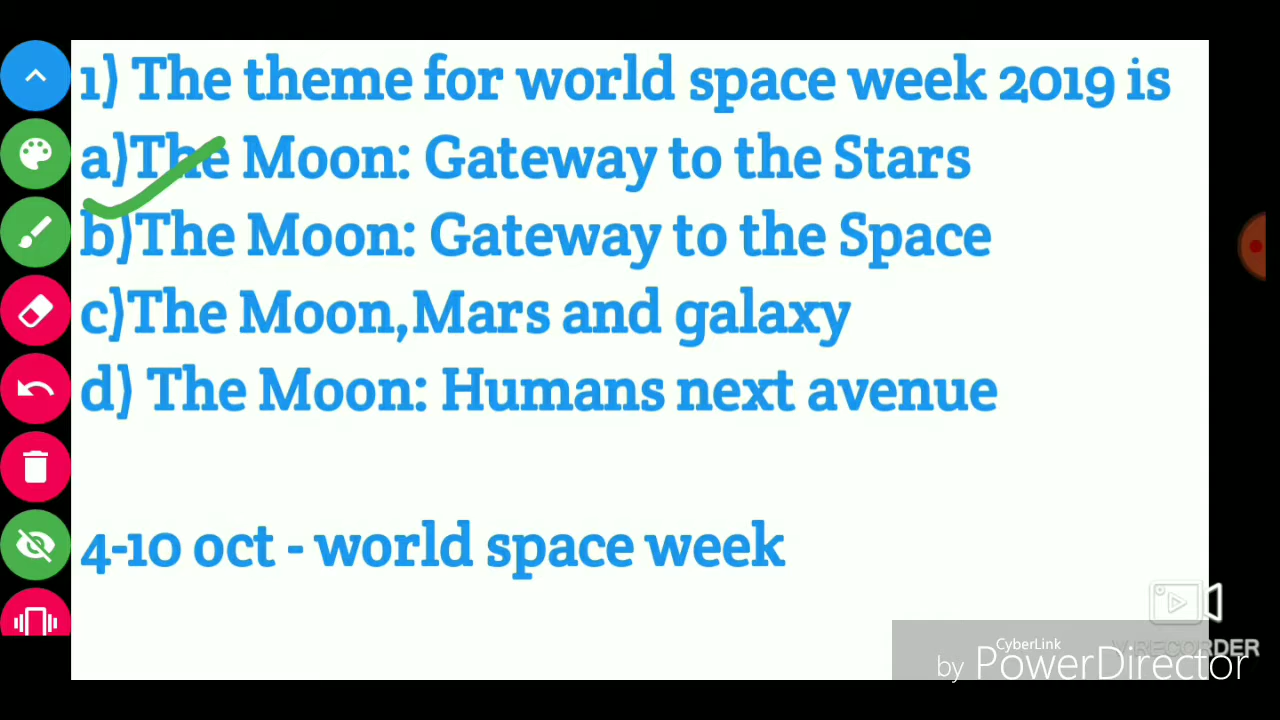 1) The theme for world space week 2019 is
a)The Moon: Gateway to the Stars
b)The Moon: Gateway to the Space
c)The Moon,Mars and galaxy
d) The Moon: Humans next avenue
4-10 oct - world space week
V RECORDER
CyberLink
by PowerDirector